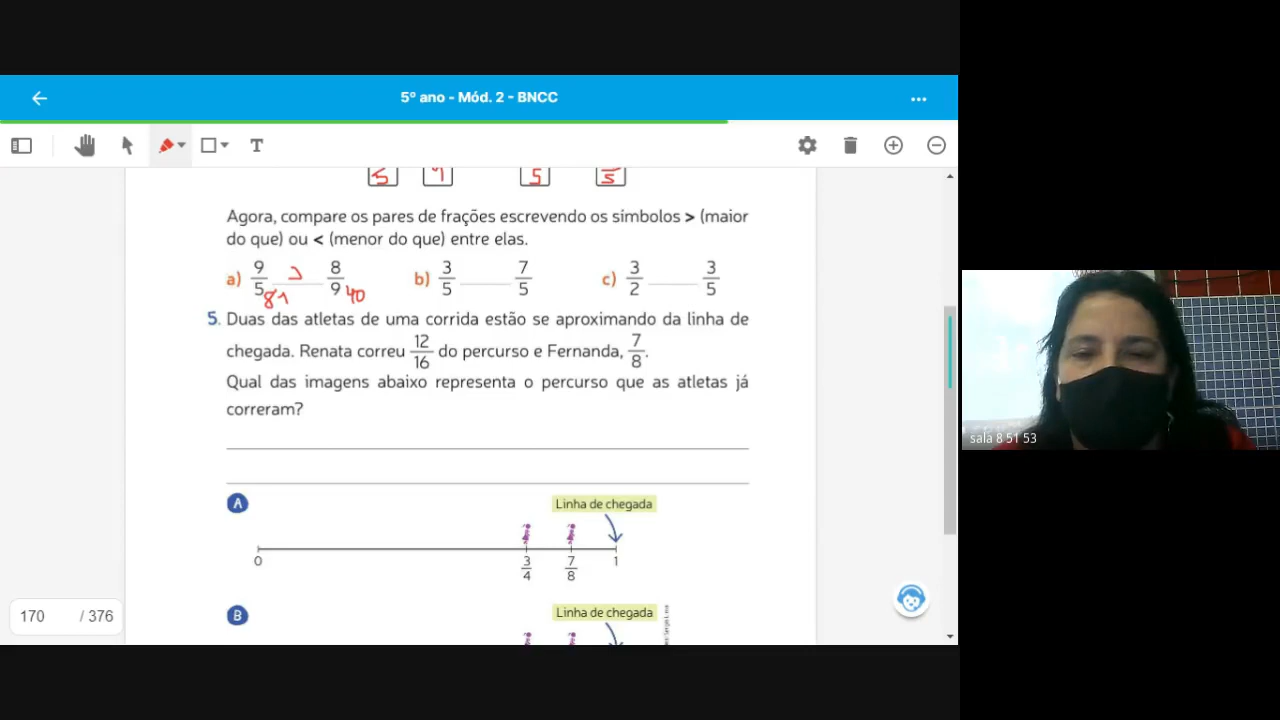 5º ano - Mód. 2 - BNCC
T
5 5
Agora, compare os pares de frações escrevendo os símbolos > (maior
do que) ou < (menor do que) entre elas.
a) 9/5 > 8/9 b) 3/5 ____ 7/5 c) 3/2 ____ 3/5
81 40
5. Duas das atletas de uma corrida estão se aproximando da linha de
chegada. Renata correu 12/16 do percurso e Fernanda, 7/8.
Qual das imagens abaixo representa o percurso que as atletas já
correram?
A
Linha de chegada
0 3/4 7/8 1
B
Linha de chegada
170 / 376
sala 8 51 53